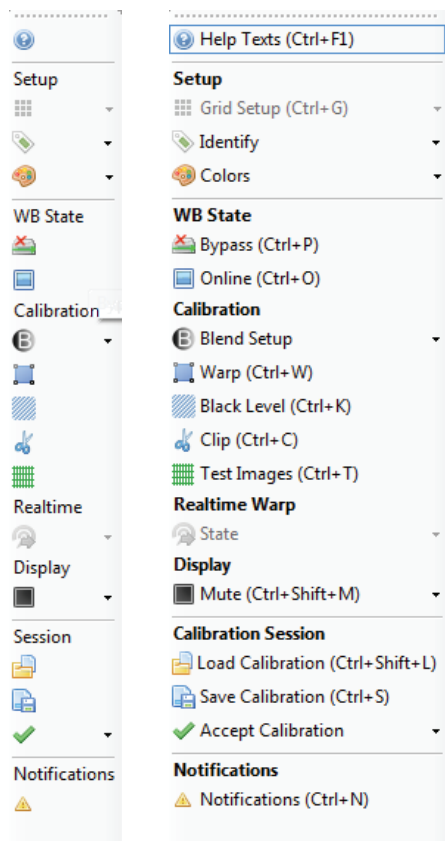 Setup
WB State
Calibration
Realtime
Display
Session
Notifications
Help Texts (Ctrl+F1)
Setup
Grid Setup (Ctrl+G)
Identify
Colors
WB State
Bypass (Ctrl+P)
Online (Ctrl+O)
Calibration
B Blend Setup
Warp (Ctrl+W)
Black Level (Ctrl+K)
Clip (Ctrl+C)
Test Images (Ctrl+T)
Realtime Warp
State
Display
Mute (Ctrl+Shift+M)
Calibration Session
Load Calibration (Ctrl+Shift+L)
Save Calibration (Ctrl+S)
Accept Calibration
Notifications
Notifications (Ctrl+N)